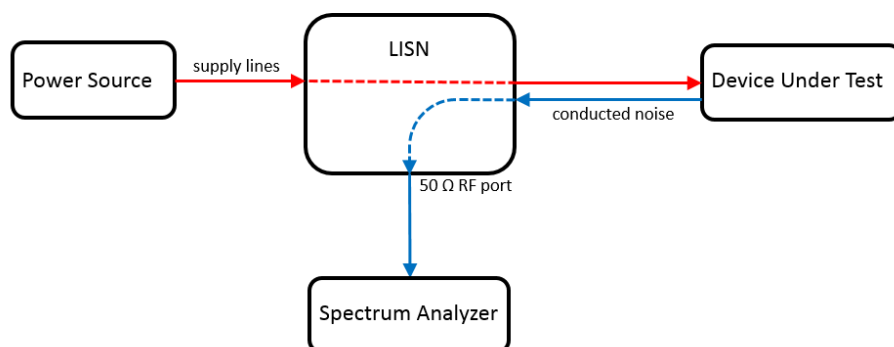 LISN
Power Source
supply lines
Device Under Test
conducted noise
50 Ω RF port
Spectrum Analyzer